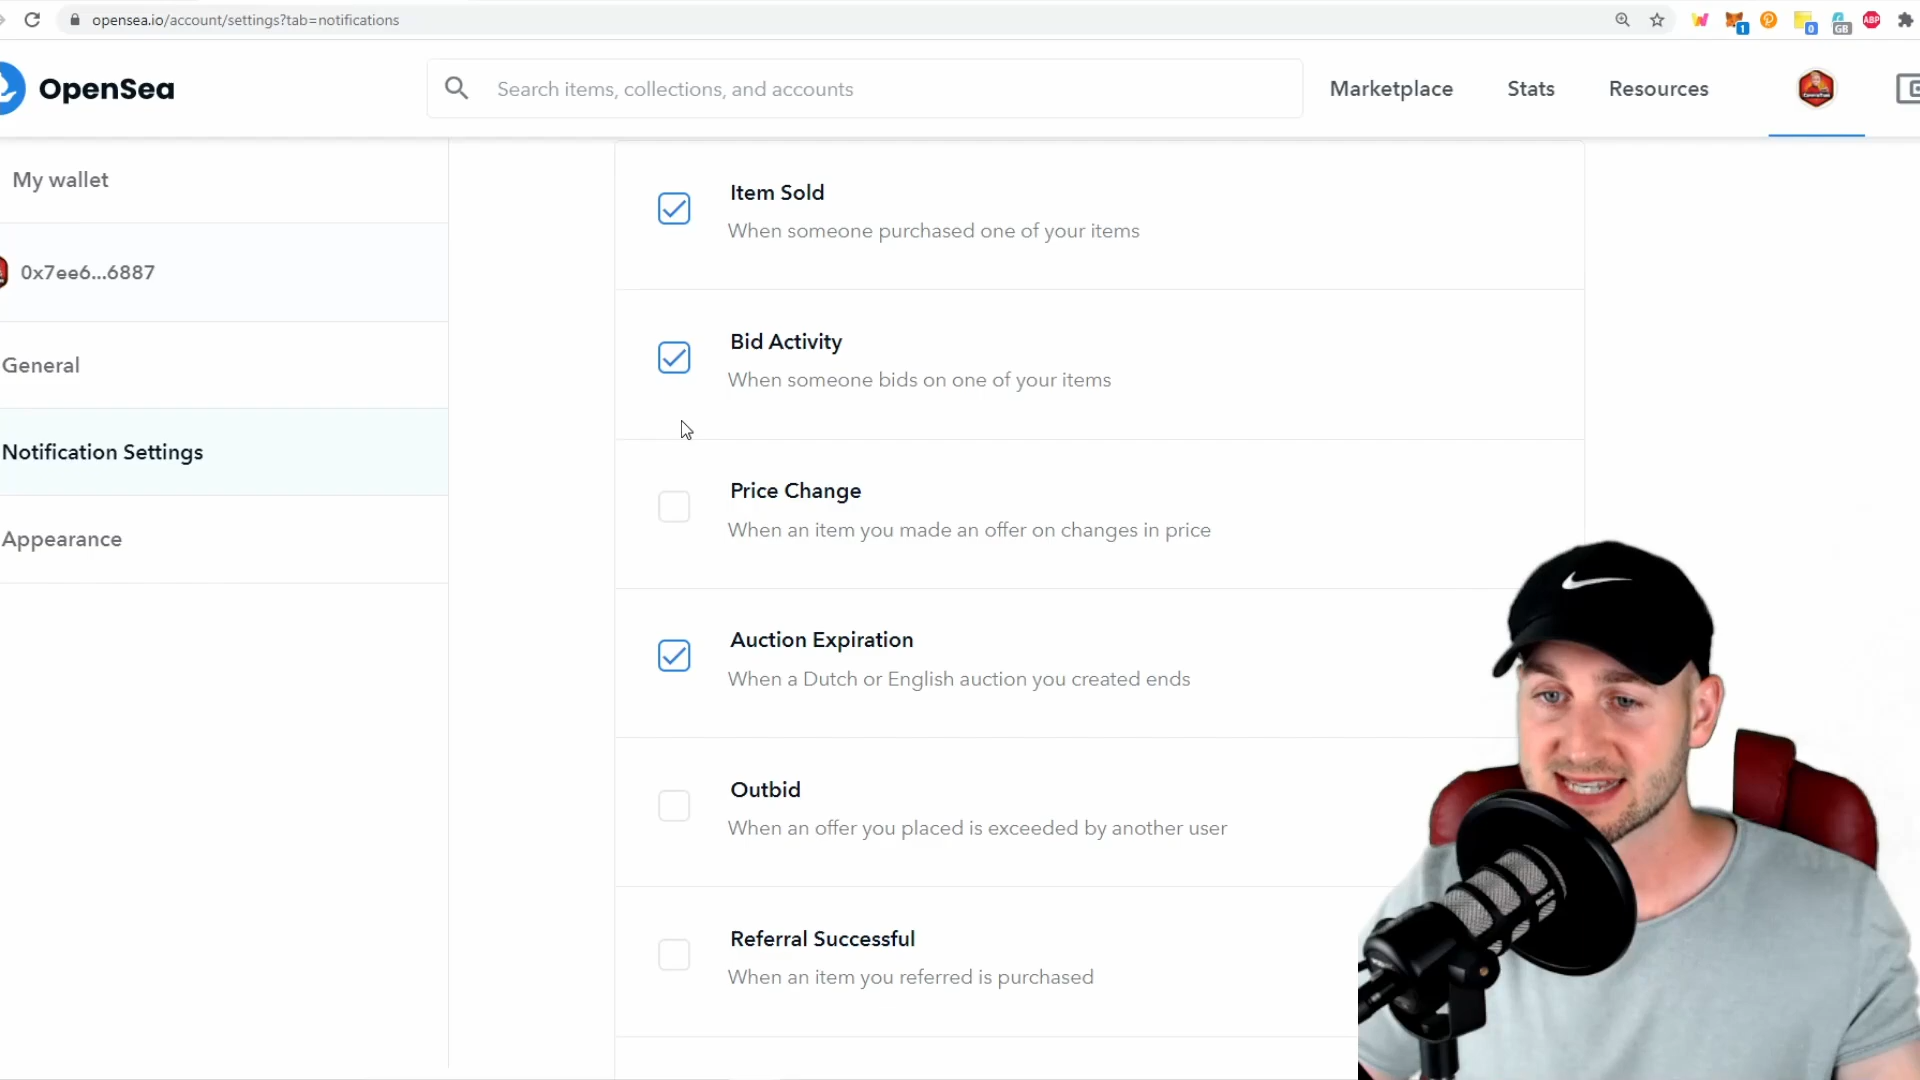 opensea.io/account/settings?tab=notifications
1
0
GB
ABP
OpenSea
Search items, collections, and accounts
Marketplace
Stats
Resources
My wallet
0x7ee6...6887
General
Notification Settings
Appearance
Item Sold
When someone purchased one of your items
Bid Activity
When someone bids on one of your items
Price Change
When an item you made an offer on changes in price
Auction Expiration
When a Dutch or English auction you created ends
Outbid
When an offer you placed is exceeded by another user
Referral Successful
When an item you referred is purchased